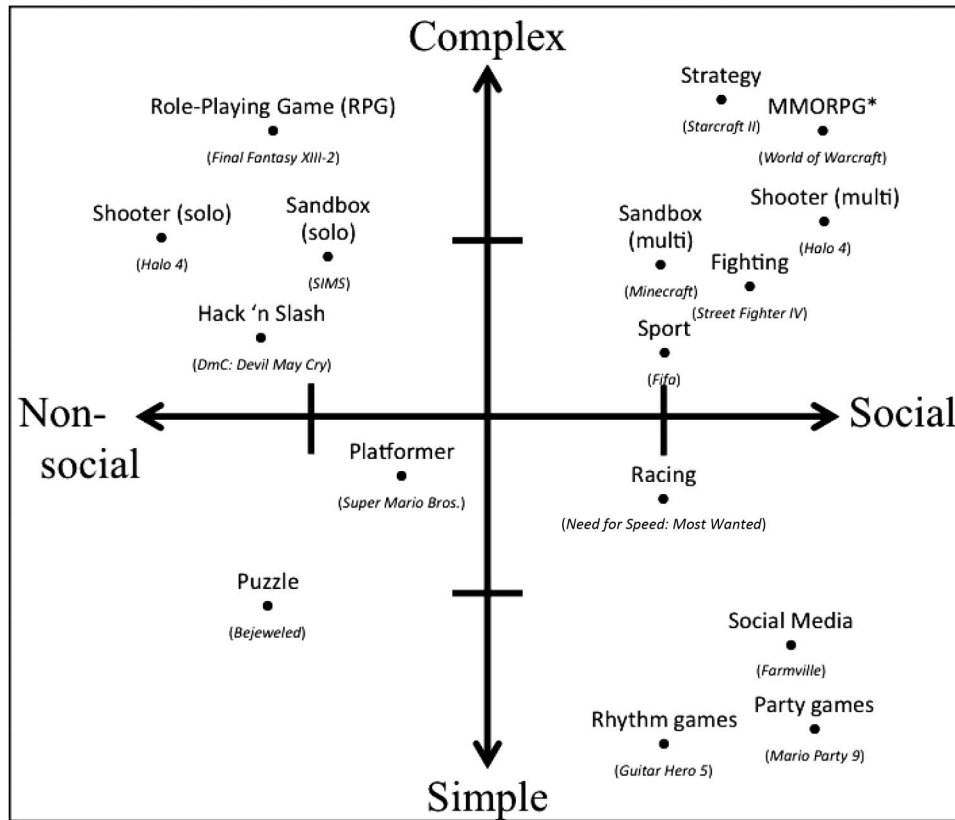 Complex
Strategy
(Starcraft II)
Role-Playing Game (RPG)
(Final Fantasy XIII-2)
MMORPG*
(World of Warcraft)
Shooter (solo)
(Halo 4)
Sandbox
(solo)
(SIMS)
Sandbox
(multi)
(Minecraft)
Shooter (multi)
(Halo 4)
Fighting
(Street Fighter IV)
Hack ‘n Slash
(DmC: Devil May Cry)
Sport
(Fifa)
Non-
social
Social
Platformer
(Super Mario Bros.)
Racing
(Need for Speed: Most Wanted)
Puzzle
(Bejeweled)
Social Media
(Farmville)
Rhythm games
(Guitar Hero 5)
Party games
(Mario Party 9)
Simple